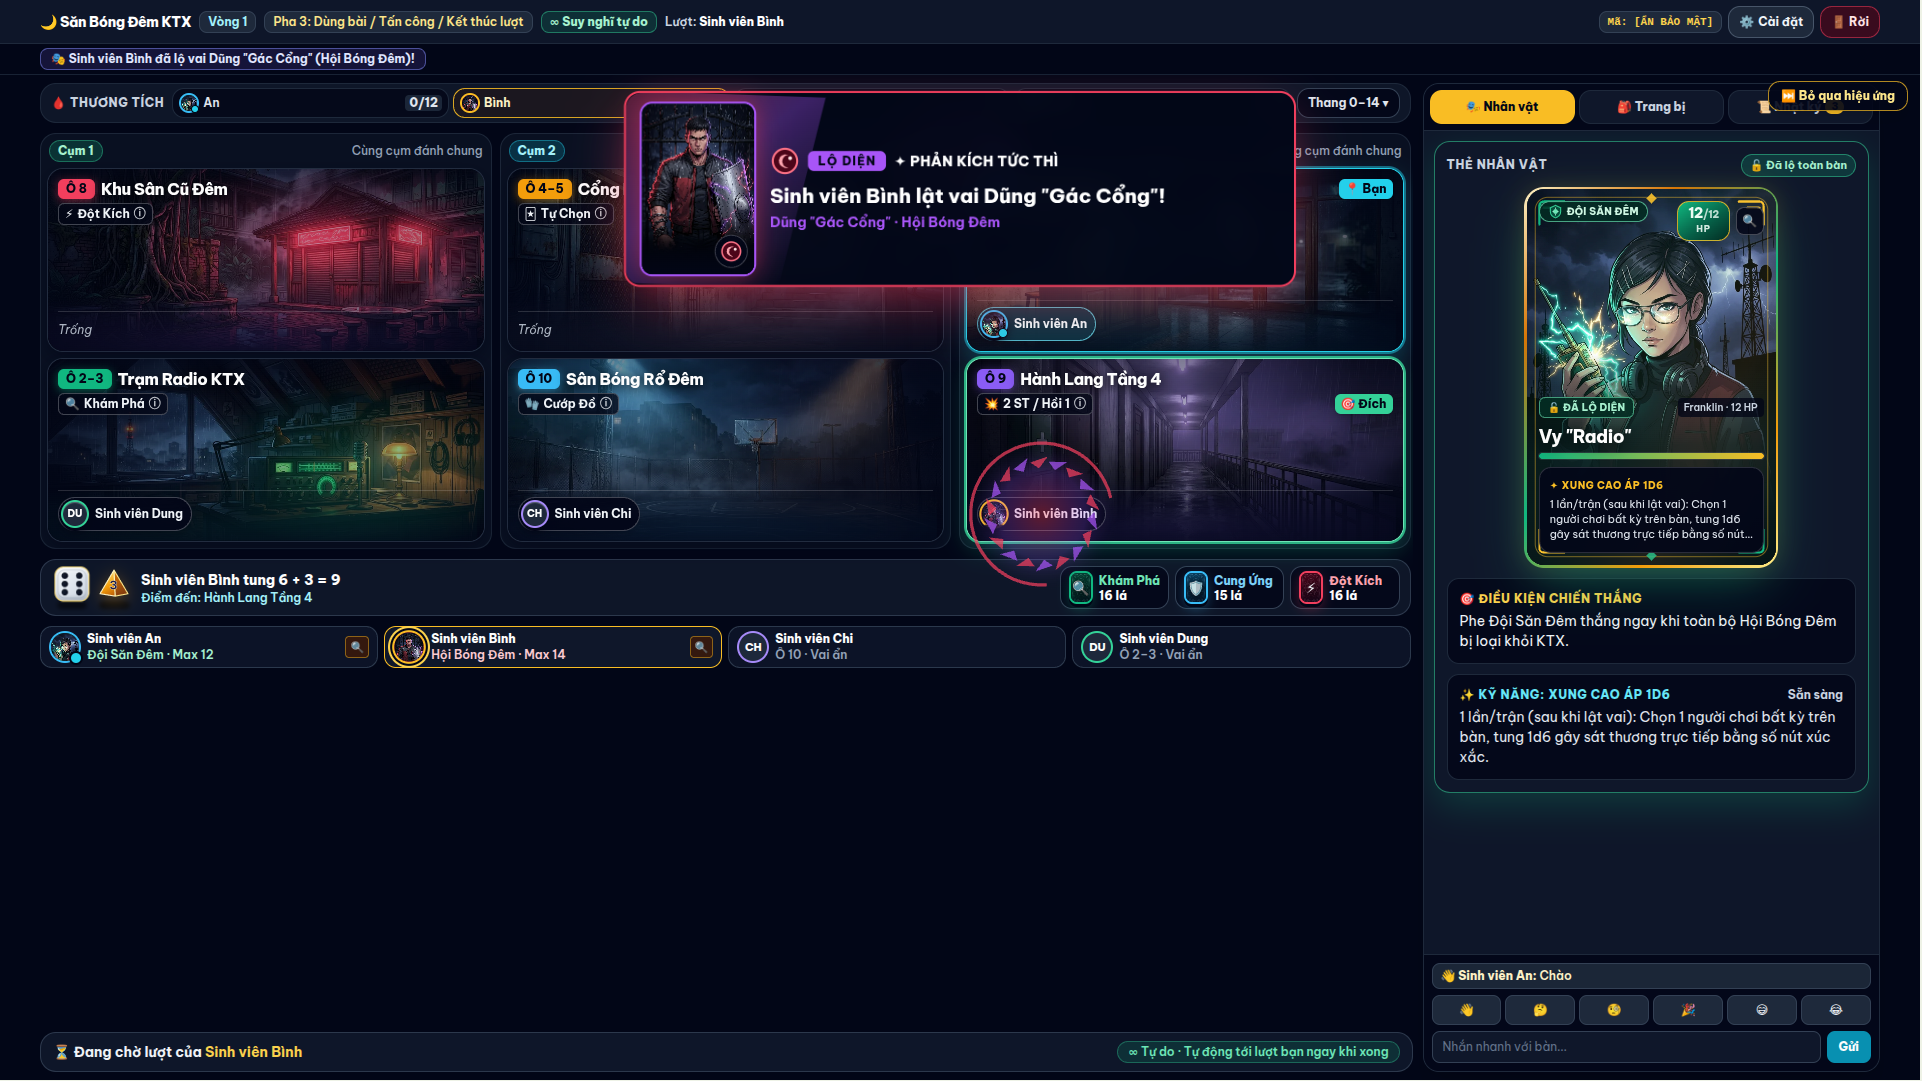 🌙 Săn Bóng Đêm KTX
Vòng 1
Pha 3: Dùng bài / Tấn công / Kết thúc lượt
∞ Suy nghĩ tự do
Lượt: Sinh viên Bình
Mã: [ẨN BẢO MẬT]
⚙️ Cài đặt
🚪 Rời
🎭 Sinh viên Bình đã lộ vai Dũng "Gác Cổng" (Hội Bóng Đêm)!
🩸 THƯƠNG TÍCH
An
0/12
Bình
Thang 0–14 ▾
LỘ DIỆN
✦ PHẢN KÍCH TỨC THÌ
Sinh viên Bình lật vai Dũng "Gác Cổng"!
Dũng "Gác Cổng" · Hội Bóng Đêm
Cụm 1
Cùng cụm đánh chung
Ô 8
Khu Sân Cũ Đêm
⚡ Đột Kích ⓘ
Trống
Ô 2–3
Trạm Radio KTX
🔍 Khám Phá ⓘ
DU
Sinh viên Dung
Cụm 2
Ô 4–5
Cổng
🃏 Tự Chọn ⓘ
Trống
Ô 10
Sân Bóng Rổ Đêm
🧤 Cướp Đồ ⓘ
CH
Sinh viên Chi
cụm đánh chung
📍 Bạn
Sinh viên An
Ô 9
Hành Lang Tầng 4
💥 2 ST / Hồi 1 ⓘ
🎯 Đích
Sinh viên Bình
3
Sinh viên Bình tung 6 + 3 = 9
Điểm đến: Hành Lang Tầng 4
Khám Phá
16 lá
Cung Ứng
15 lá
Đột Kích
16 lá
Sinh viên An
Đội Săn Đêm · Max 12
Sinh viên Bình
Hội Bóng Đêm · Max 14
CH
Sinh viên Chi
Ô 10 · Vai ẩn
DU
Sinh viên Dung
Ô 2–3 · Vai ẩn
⏳ Đang chờ lượt của Sinh viên Bình
∞ Tự do · Tự động tới lượt bạn ngay khi xong
🎭 Nhân vật
🎒 Trang bị
⏩ Bỏ qua hiệu ứng
THẺ NHÂN VẬT
🔓 Đã lộ toàn bàn
ĐỘI SĂN ĐÊM
12/12
HP
🔓 ĐÃ LỘ DIỆN
Franklin · 12 HP
Vy "Radio"
✦ XUNG CAO ÁP 1D6
1 lần/trận (sau khi lật vai): Chọn 1
người chơi bất kỳ trên bàn, tung 1d6
gây sát thương trực tiếp bằng số nút...
🎯 ĐIỀU KIỆN CHIẾN THẮNG
Phe Đội Săn Đêm thắng ngay khi toàn bộ Hội Bóng Đêm
bị loại khỏi KTX.
✨ KỸ NĂNG: XUNG CAO ÁP 1D6
Sẵn sàng
1 lần/trận (sau khi lật vai): Chọn 1 người chơi bất kỳ trên
bàn, tung 1d6 gây sát thương trực tiếp bằng số nút xúc
xắc.
👋 Sinh viên An: Chào
Nhắn nhanh với bàn...
Gửi